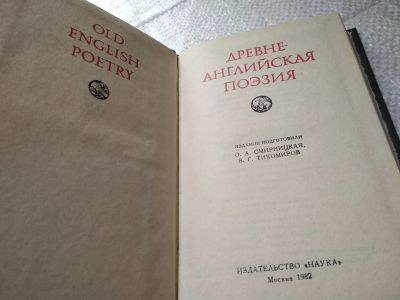 OLD
ENGLISH
POETRY
ДРЕВНЕ-
АНГЛИЙСКАЯ
ПОЭЗИЯ
ИЗДАНИЕ ПОДГОТОВИЛИ
О. А. СМИРНИЦКАЯ,
В. Г. ТИХОМИРОВ
ИЗДАТЕЛЬСТВО «НАУКА»
Москва 1982